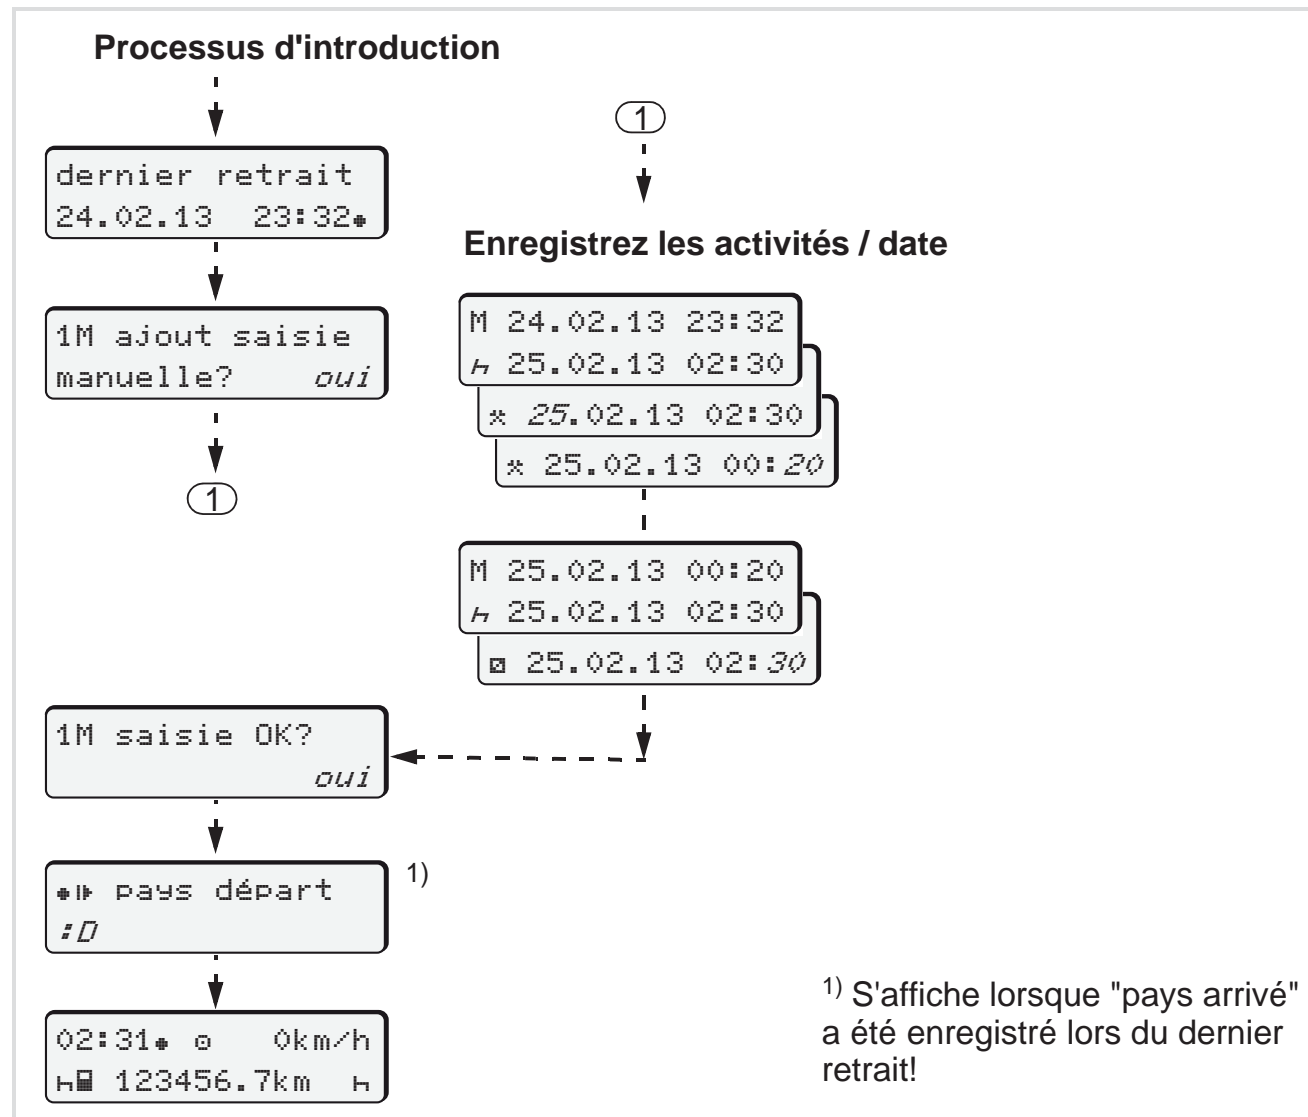 Processus d'introduction
dernier retrait
24.02.13 23:32
1M ajout saisie
manuelle? oui
1
1
Enregistrez les activités / date
M 24.02.13 23:32
25.02.13 02:30
25.02.13 02:30
25.02.13 00:20
M 25.02.13 00:20
25.02.13 02:30
25.02.13 02:30
1M saisie OK?
oui
pays départ
:D
1)
02:31 0km/h
123456.7km
1) S'affiche lorsque "pays arrivé"
a été enregistré lors du dernier
retrait!